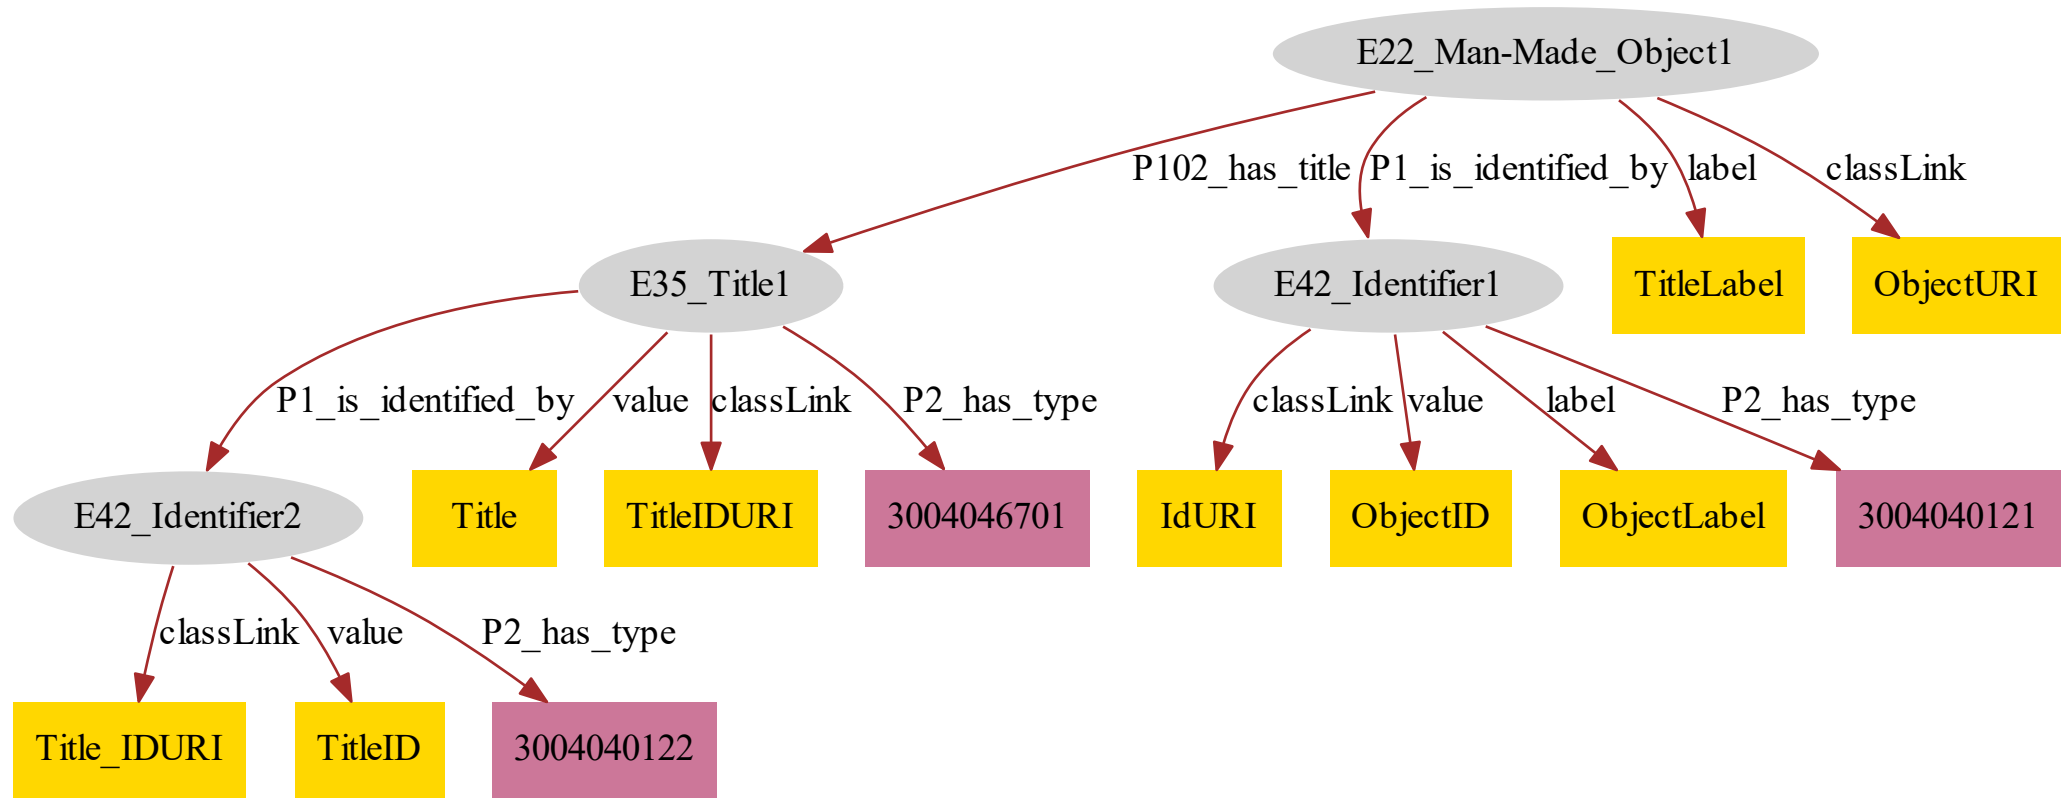 E22_Man-Made_Object1
P102_has_title
P1_is_identified_by
label
classLink
E35_Title1
E42_Identifier1
TitleLabel
ObjectURI
P1_is_identified_by
value
classLink
P2_has_type
classLink
value
label
P2_has_type
E42_Identifier2
Title
TitleIDURI
3004046701
IdURI
ObjectID
ObjectLabel
3004040121
classLink
value
P2_has_type
Title_IDURI
TitleID
3004040122